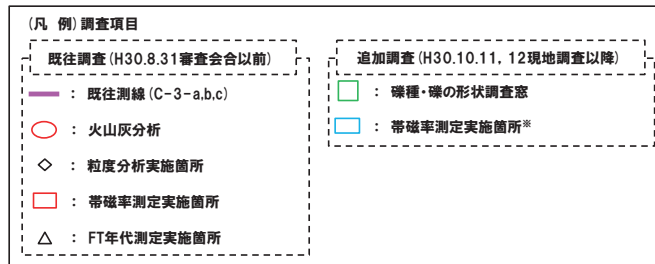 (凡 例)調査項目
既往調査(H30.8.31審査会合以前)
: 既往測線(C-3-a,b,c)
: 火山灰分析
: 粒度分析実施箇所
: 帯磁率測定実施箇所
: FT年代測定実施箇所
追加調査(H30.10.11, 12現地調査以降)
: 礫種・礫の形状調査窓
: 帯磁率測定実施箇所※